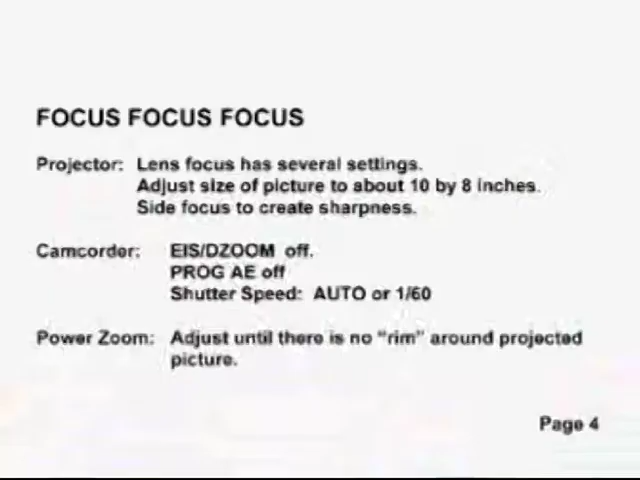 FOCUS FOCUS FOCUS
Projector: Lens focus has several settings.
Adjust size of picture to about 10 by 8 inches.
Side focus to create sharpness.
Camcorder: EIS/DZOOM off.
PROG AE off
Shutter Speed: AUTO or 1/60
Power Zoom: Adjust until there is no "rim" around projected
picture.
Page 4